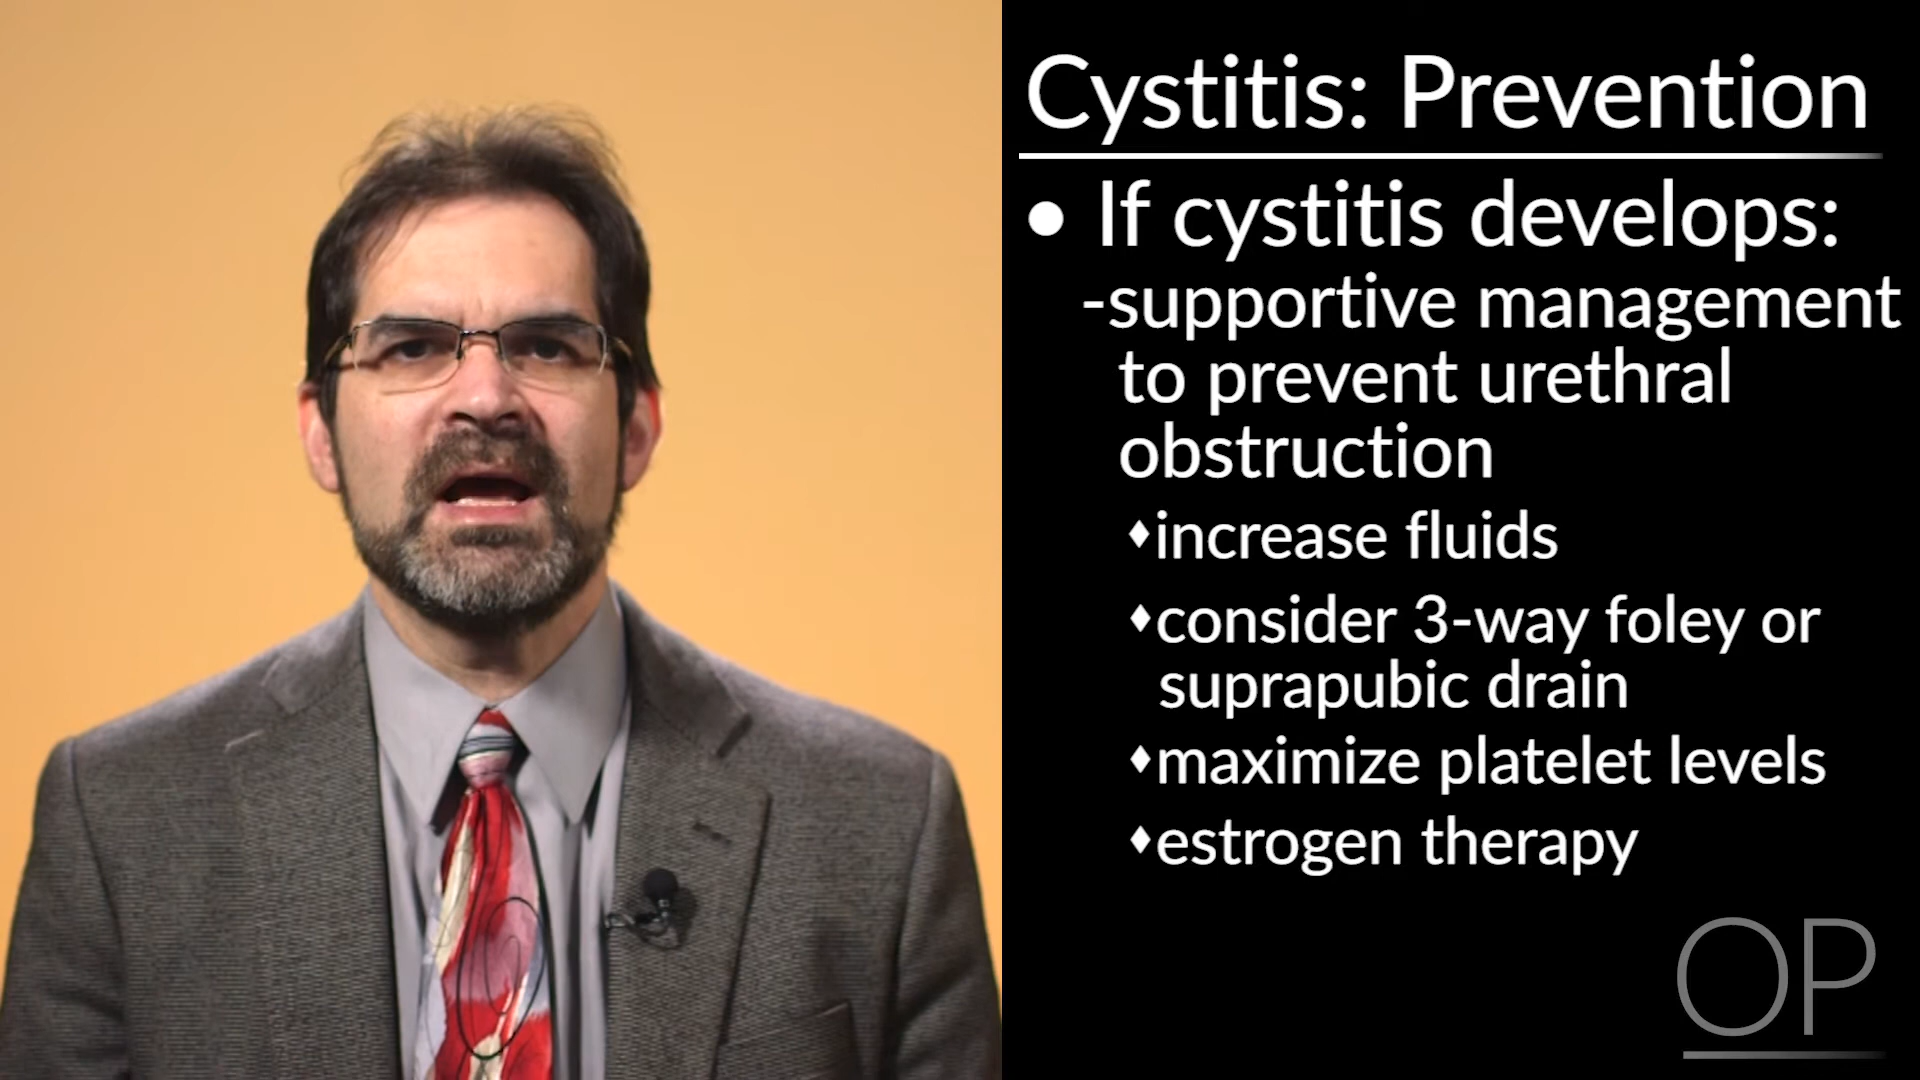 Cystitis: Prevention
• If cystitis develops:
-supportive management
to prevent urethral
obstruction
♦increase fluids
♦consider 3-way foley or
suprapubic drain
♦maximize platelet levels
♦estrogen therapy
OP